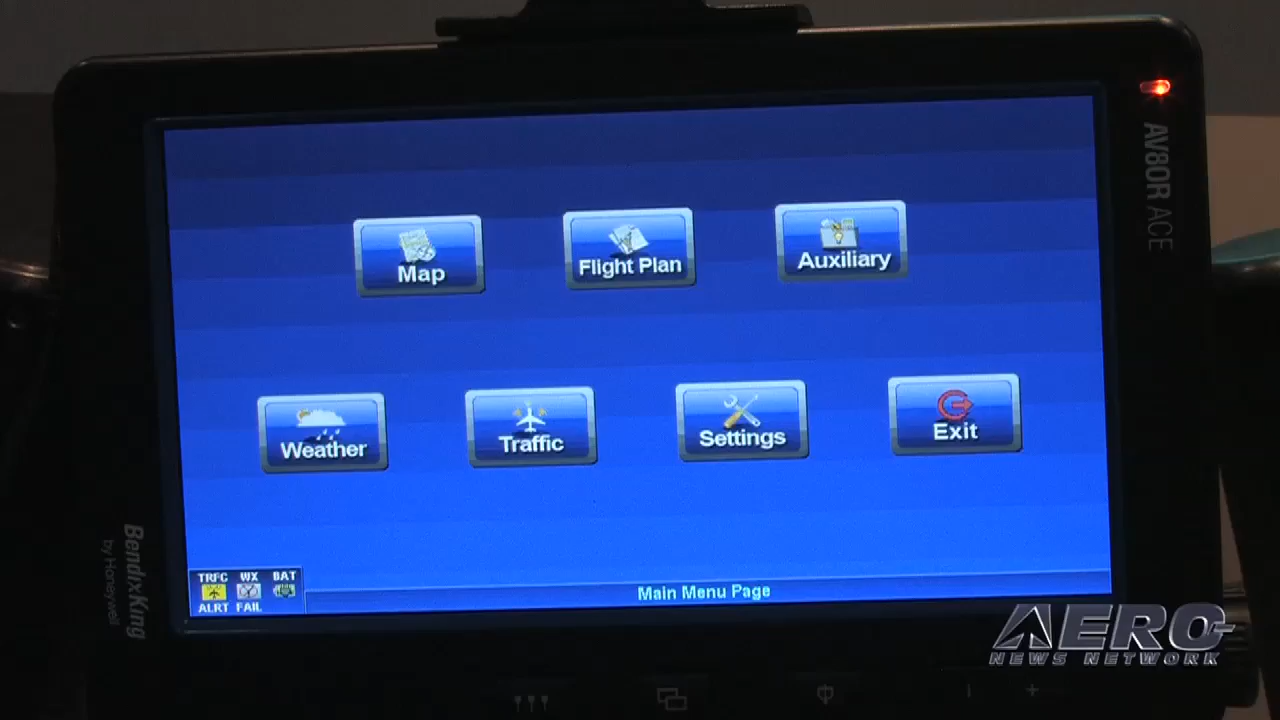 AV8OR ACE
Map
Flight Plan
Auxiliary
Weather
Traffic
Settings
Exit
BendixKing
by Honeywell
TRFC WX BAT
ALRT FAIL
Main Menu Page
AERO
NEWS NETWORK